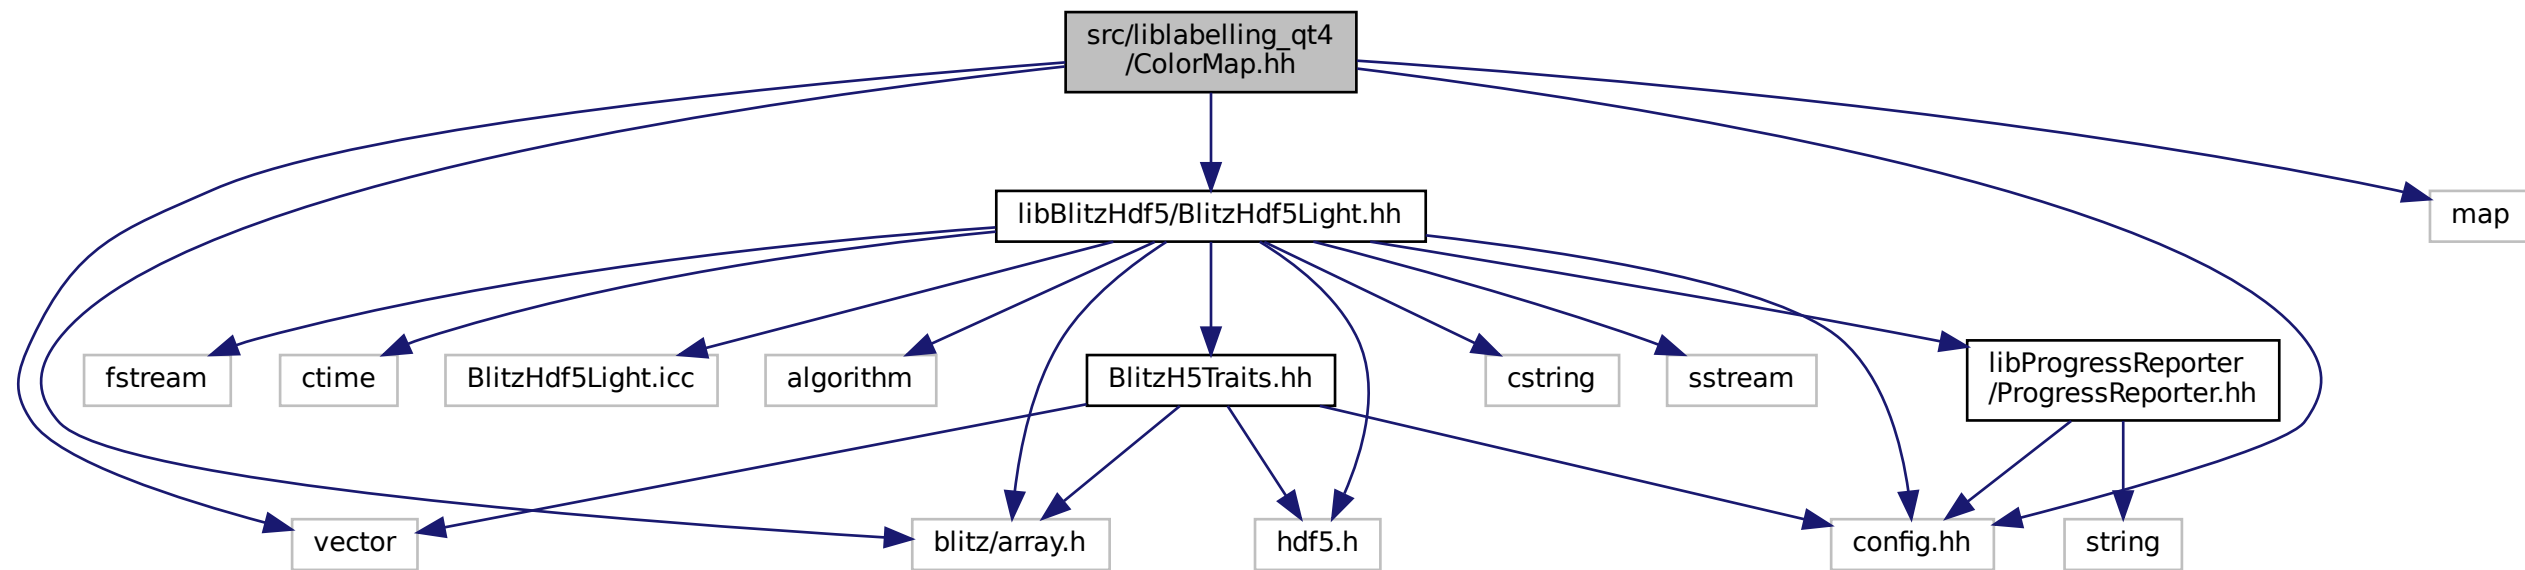 src/liblabelling_qt4
/ColorMap.hh
libBlitzHdf5/BlitzHdf5Light.hh
map
fstream
ctime
BlitzHdf5Light.icc
algorithm
BlitzH5Traits.hh
cstring
sstream
libProgressReporter
/ProgressReporter.hh
vector
blitz/array.h
hdf5.h
config.hh
string